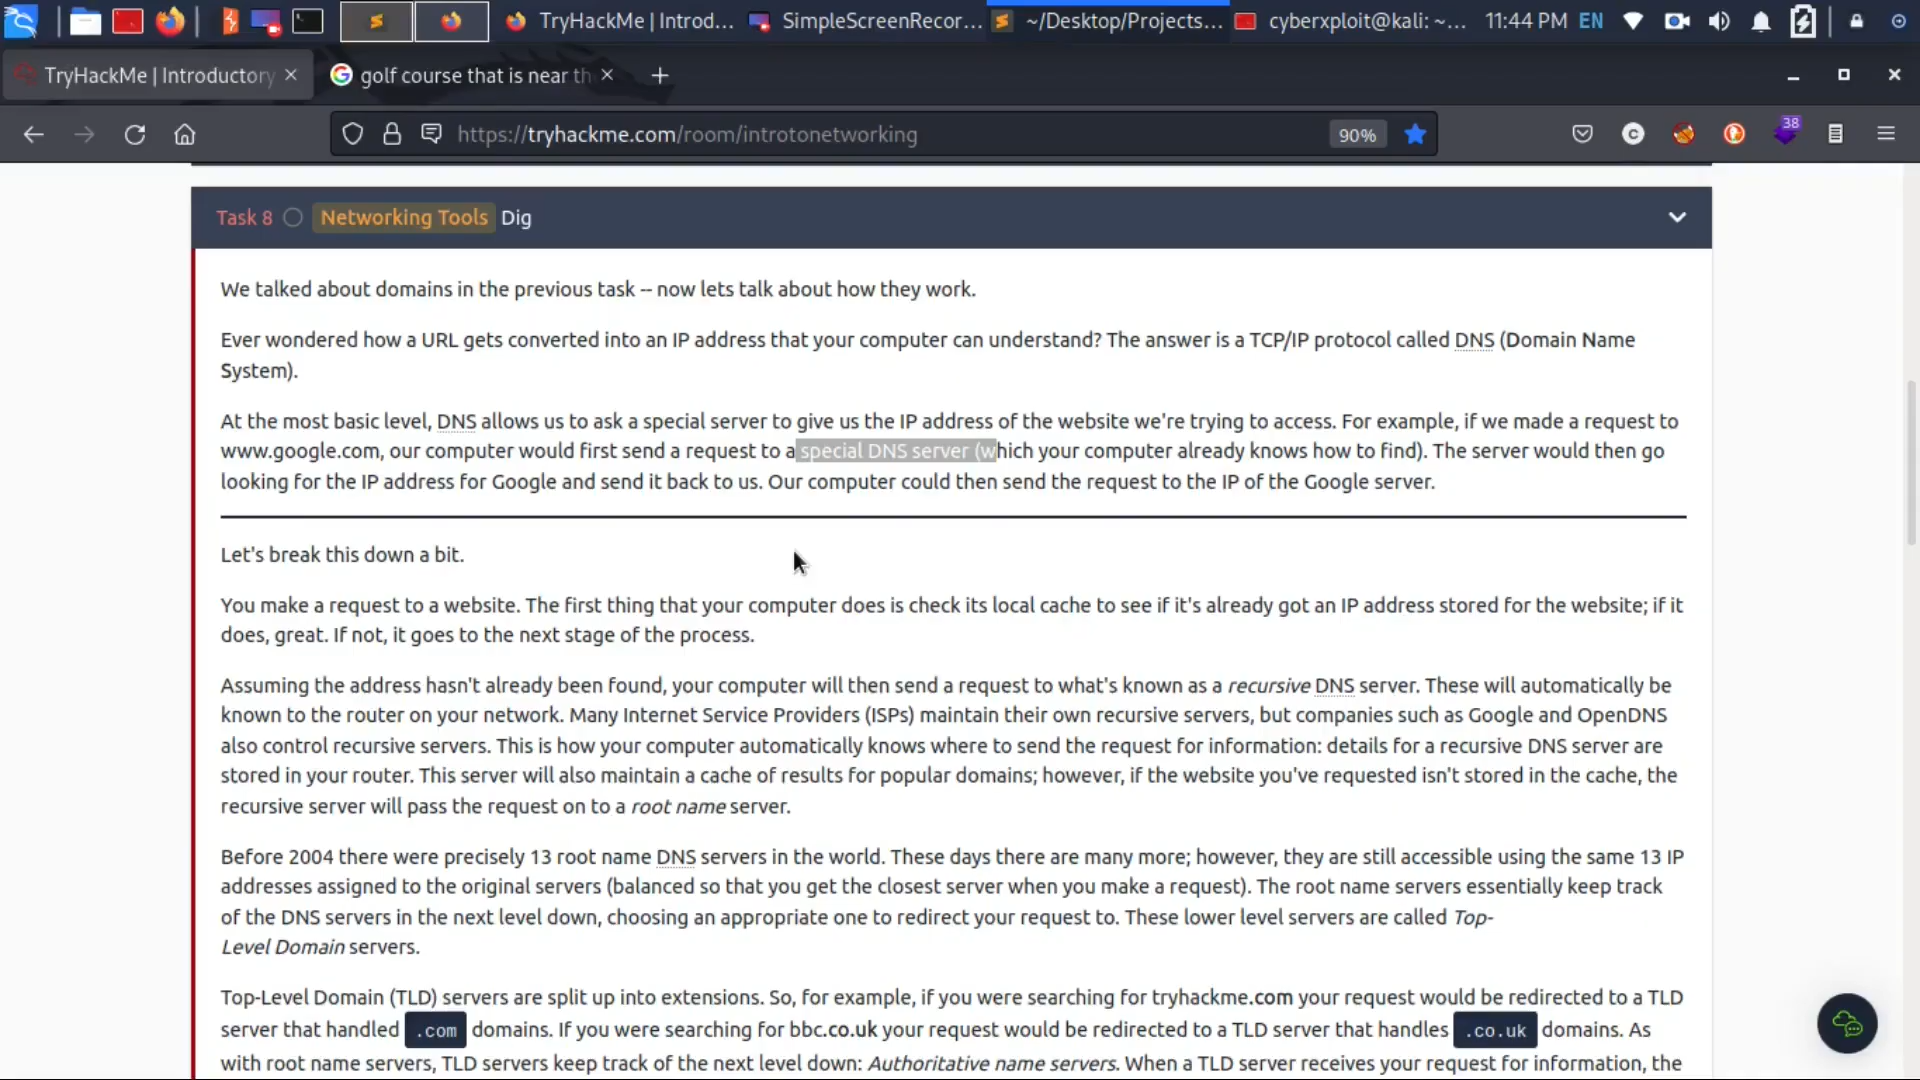 TryHackMe | Introd... SimpleScreenRecor... ~/Desktop/Projects... cyberxploit@kali: ~... 11:44 PM EN
TryHackMe | Introductory golf course that is near th
https://tryhackme.com/room/introtonetworking 90% 38
Task 8 Networking Tools Dig
We talked about domains in the previous task -- now lets talk about how they work.
Ever wondered how a URL gets converted into an IP address that your computer can understand? The answer is a TCP/IP protocol called DNS (Domain Name
System).
At the most basic level, DNS allows us to ask a special server to give us the IP address of the website we're trying to access. For example, if we made a request to
www.google.com, our computer would first send a request to a special DNS server (which your computer already knows how to find). The server would then go
looking for the IP address for Google and send it back to us. Our computer could then send the request to the IP of the Google server.
Let's break this down a bit.
You make a request to a website. The first thing that your computer does is check its local cache to see if it's already got an IP address stored for the website; if it
does, great. If not, it goes to the next stage of the process.
Assuming the address hasn't already been found, your computer will then send a request to what's known as a recursive DNS server. These will automatically be
known to the router on your network. Many Internet Service Providers (ISPs) maintain their own recursive servers, but companies such as Google and OpenDNS
also control recursive servers. This is how your computer automatically knows where to send the request for information: details for a recursive DNS server are
stored in your router. This server will also maintain a cache of results for popular domains; however, if the website you've requested isn't stored in the cache, the
recursive server will pass the request on to a root name server.
Before 2004 there were precisely 13 root name DNS servers in the world. These days there are many more; however, they are still accessible using the same 13 IP
addresses assigned to the original servers (balanced so that you get the closest server when you make a request). The root name servers essentially keep track
of the DNS servers in the next level down, choosing an appropriate one to redirect your request to. These lower level servers are called Top-
Level Domain servers.
Top-Level Domain (TLD) servers are split up into extensions. So, for example, if you were searching for tryhackme.com your request would be redirected to a TLD
server that handled .com domains. If you were searching for bbc.co.uk your request would be redirected to a TLD server that handles .co.uk domains. As
with root name servers, TLD servers keep track of the next level down: Authoritative name servers. When a TLD server receives your request for information, the